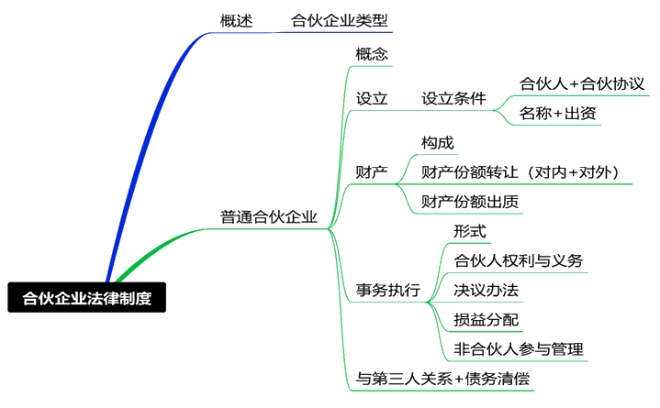 概述
合伙企业类型
概念
设立
设立条件
合伙人+合伙协议
名称+出资
财产
构成
财产份额转让（对内+对外）
财产份额出质
普通合伙企业
事务执行
形式
合伙人权利与义务
决议办法
损益分配
非合伙人参与管理
与第三人关系+债务清偿
合伙企业法律制度